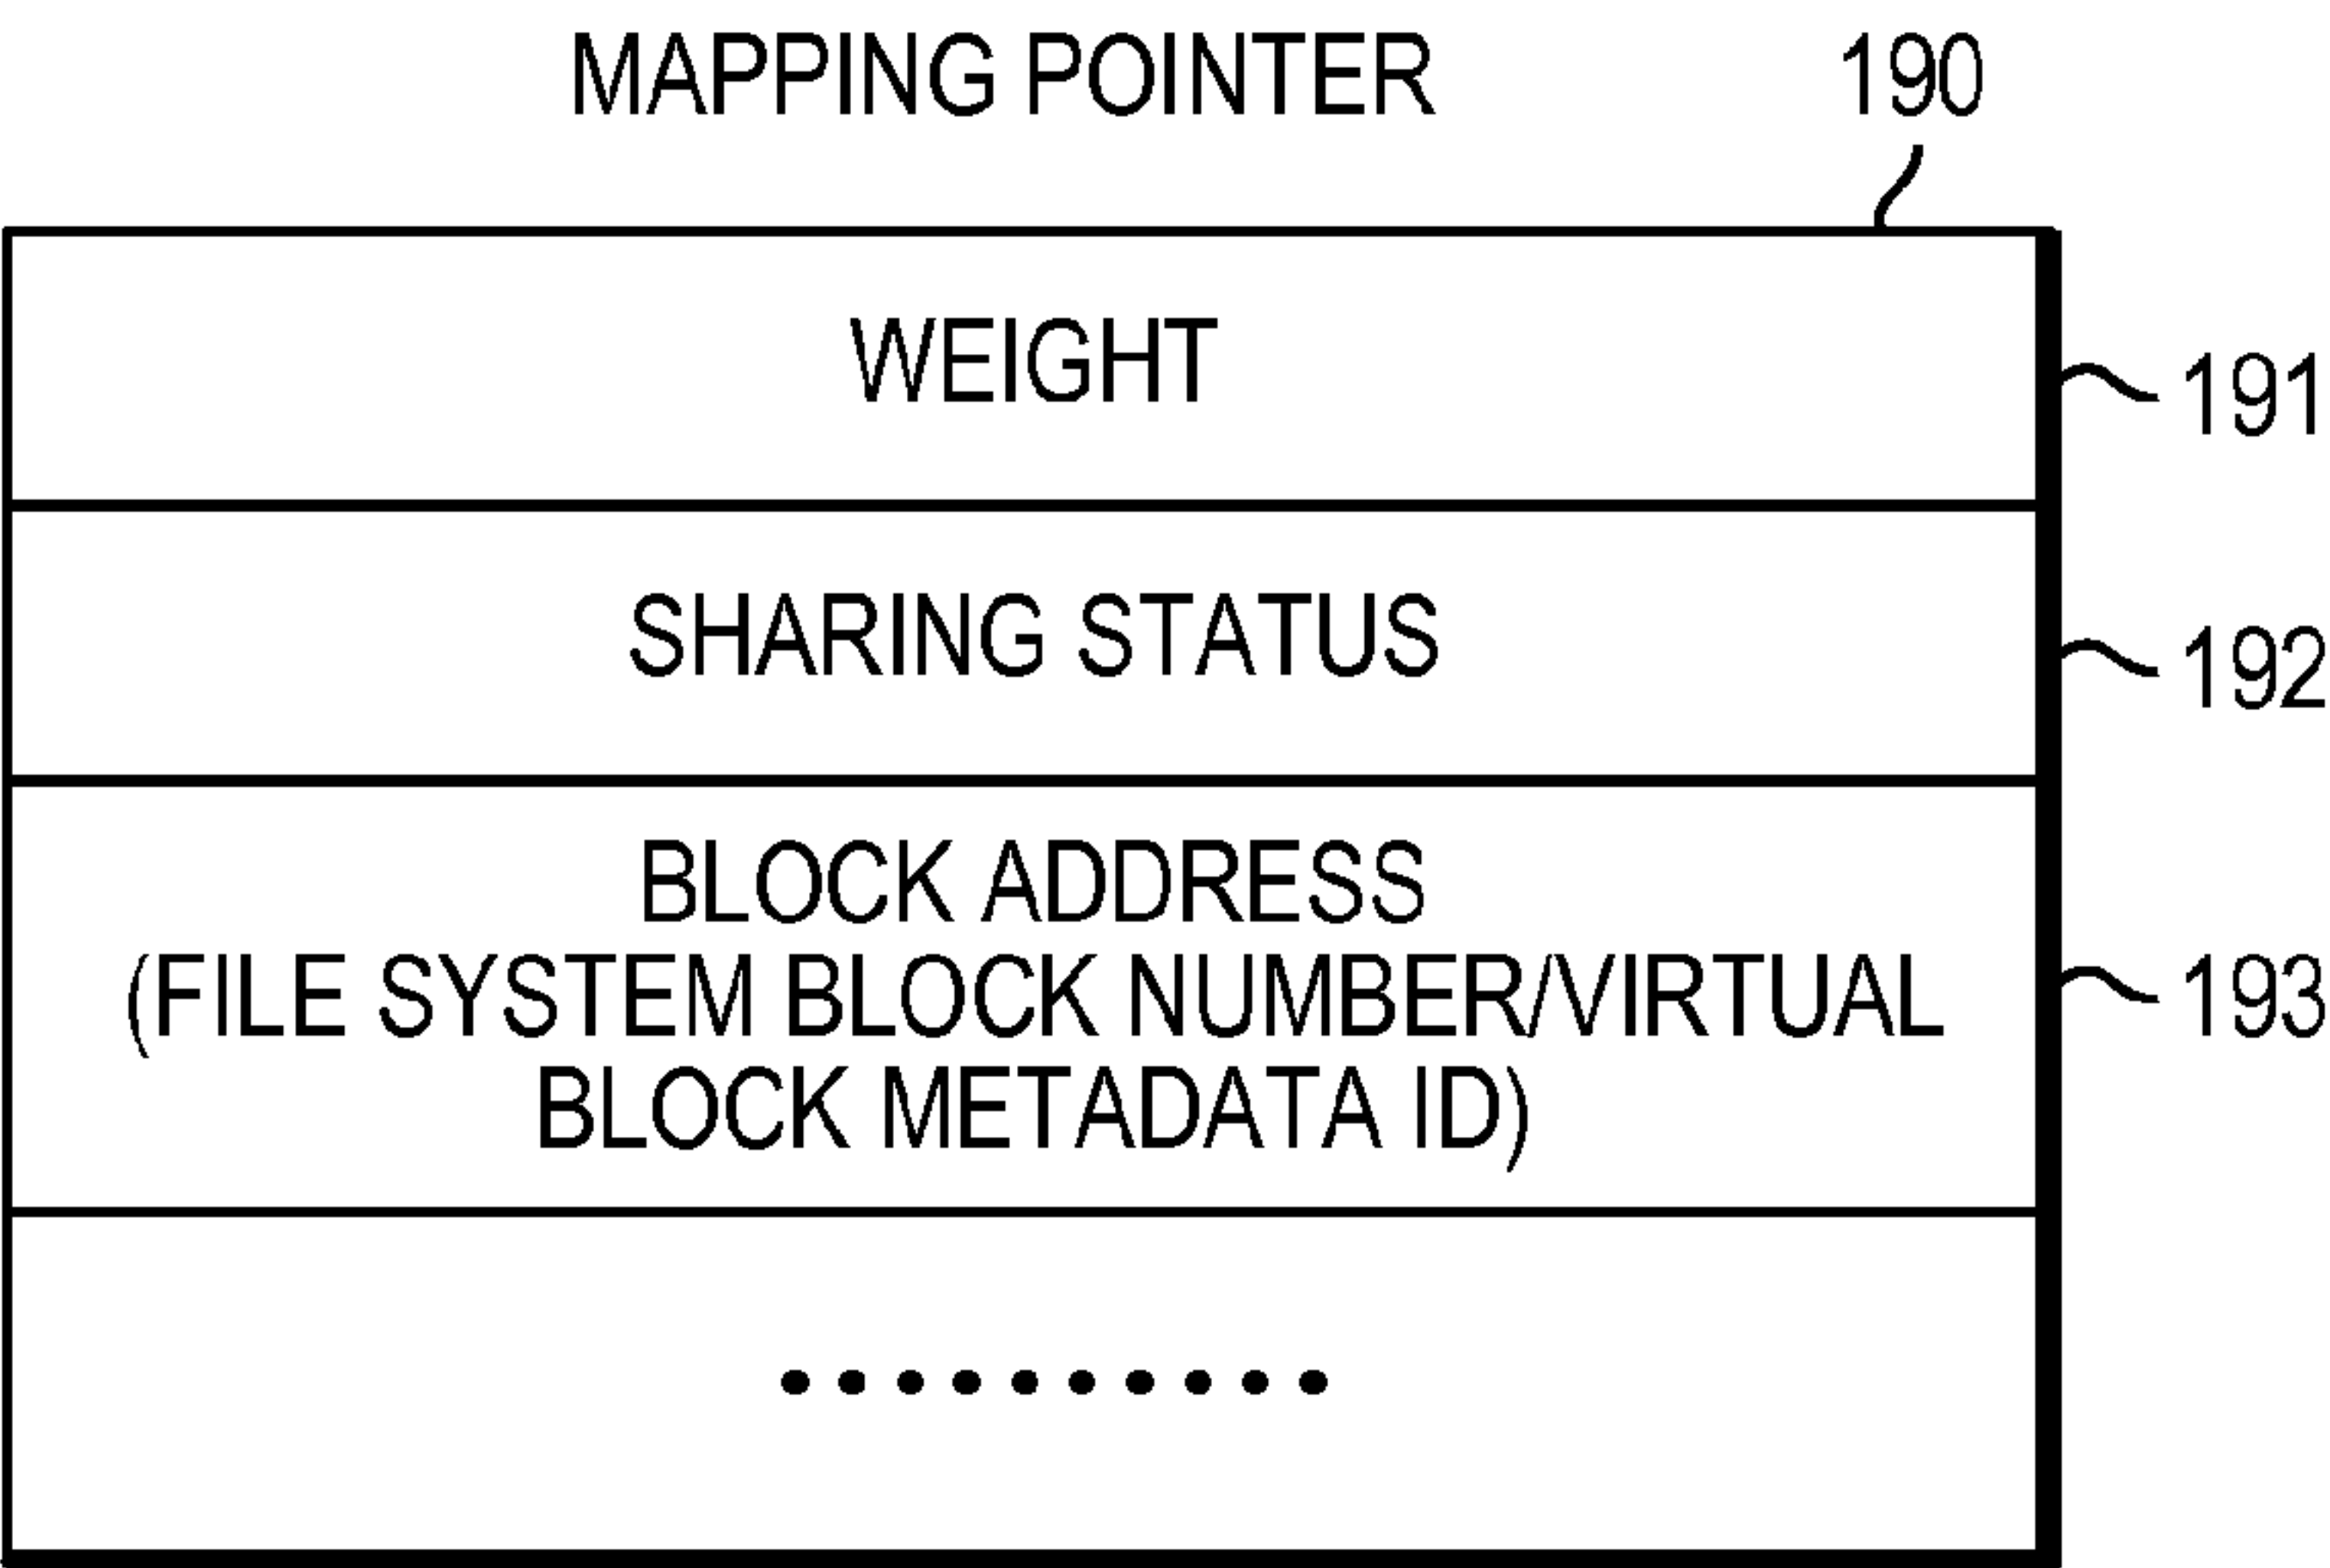 MAPPING POINTER
190
WEIGHT
191
SHARING STATUS
192
BLOCK ADDRESS
(FILE SYSTEM BLOCK NUMBER/VIRTUAL
BLOCK METADATA ID)
193
• • • • • • • • • •